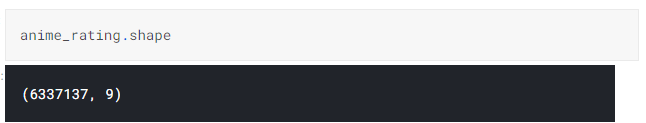 anime_rating.shape
:
(6337137, 9)